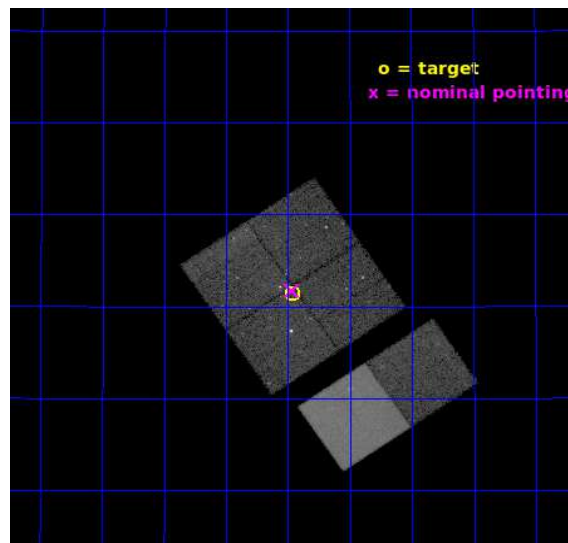 o = target
x = nominal pointing